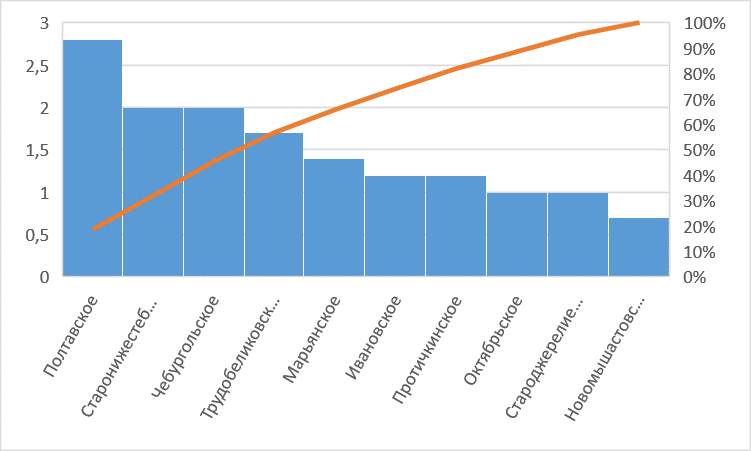 3
2,5
2
1,5
1
0,5
0
100%
90%
80%
70%
60%
50%
40%
30%
20%
10%
0%
Полтавское
Старонижестеб...
Чебургольское
Трудобеликовск...
Марьянское
Ивановское
Протичкинское
Октябрьское
Староджерелие...
Новомышастовс...